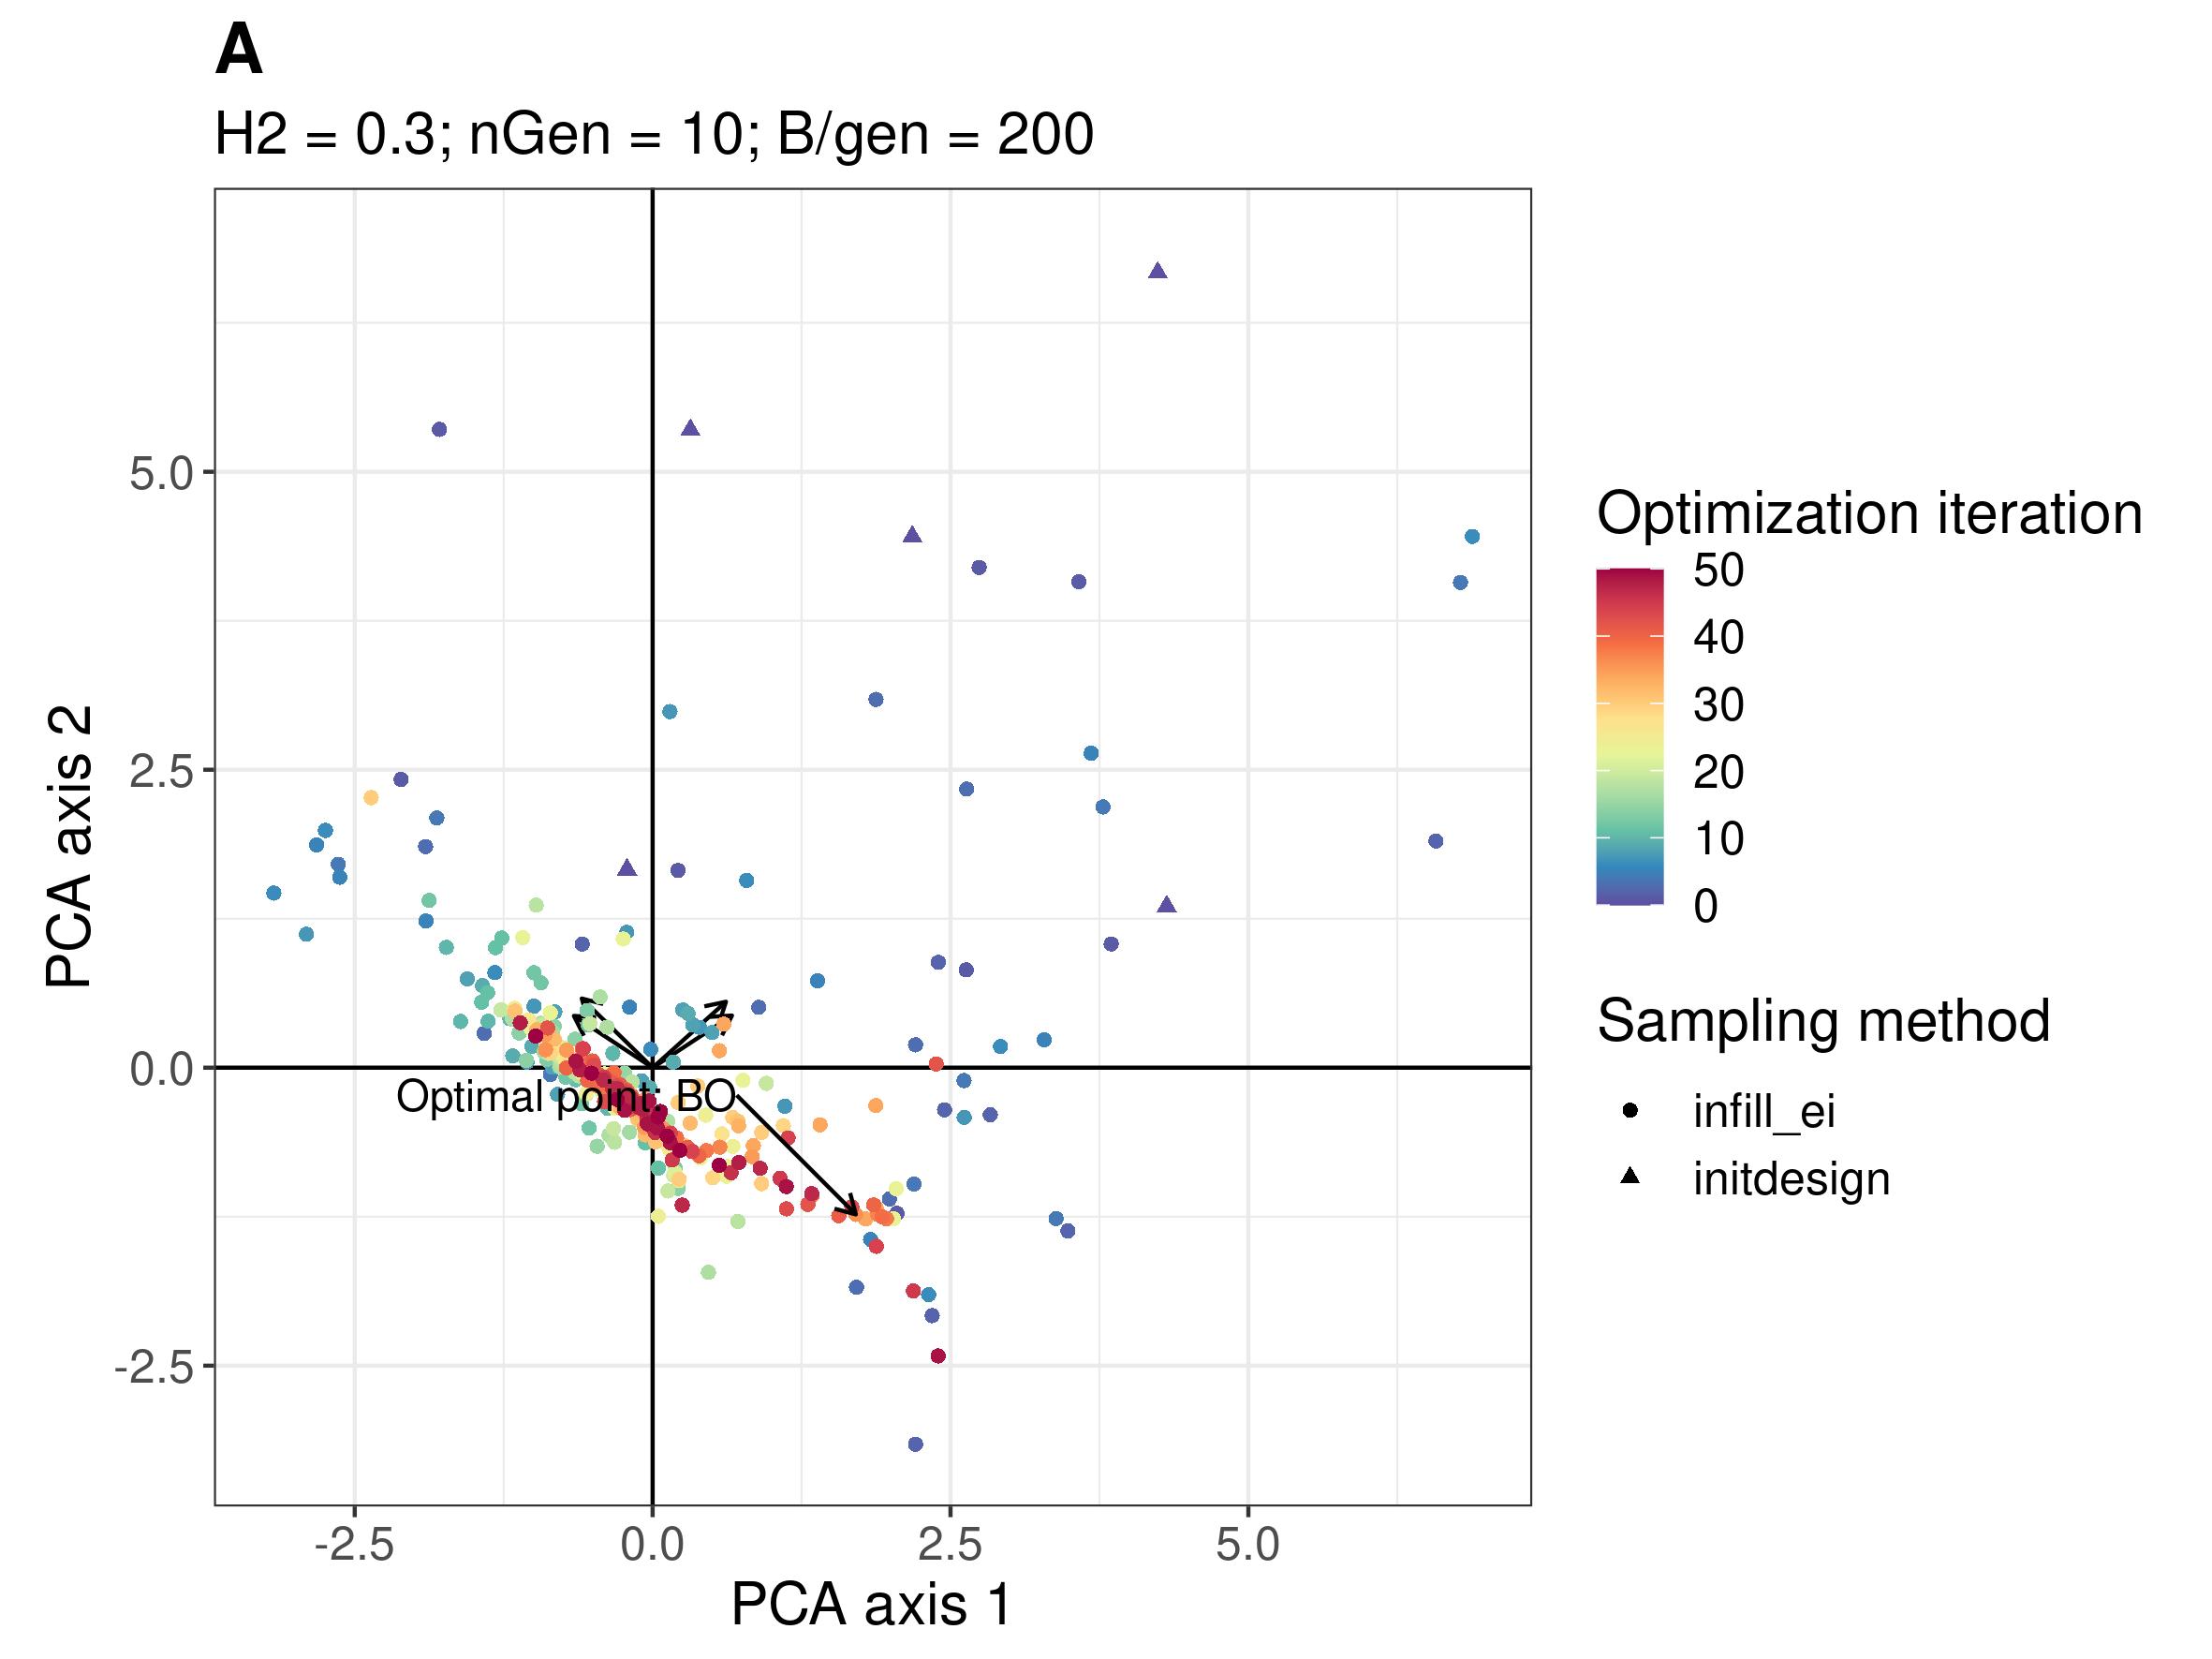 A
H2 = 0.3; nGen = 10; B/gen = 200
PCA axis 2
5.0
2.5
0.0
-2.5
Optimal point: BO
-2.5
0.0
2.5
5.0
PCA axis 1
Optimization iteration
50
40
30
20
10
0
Sampling method
infill_ei
initdesign